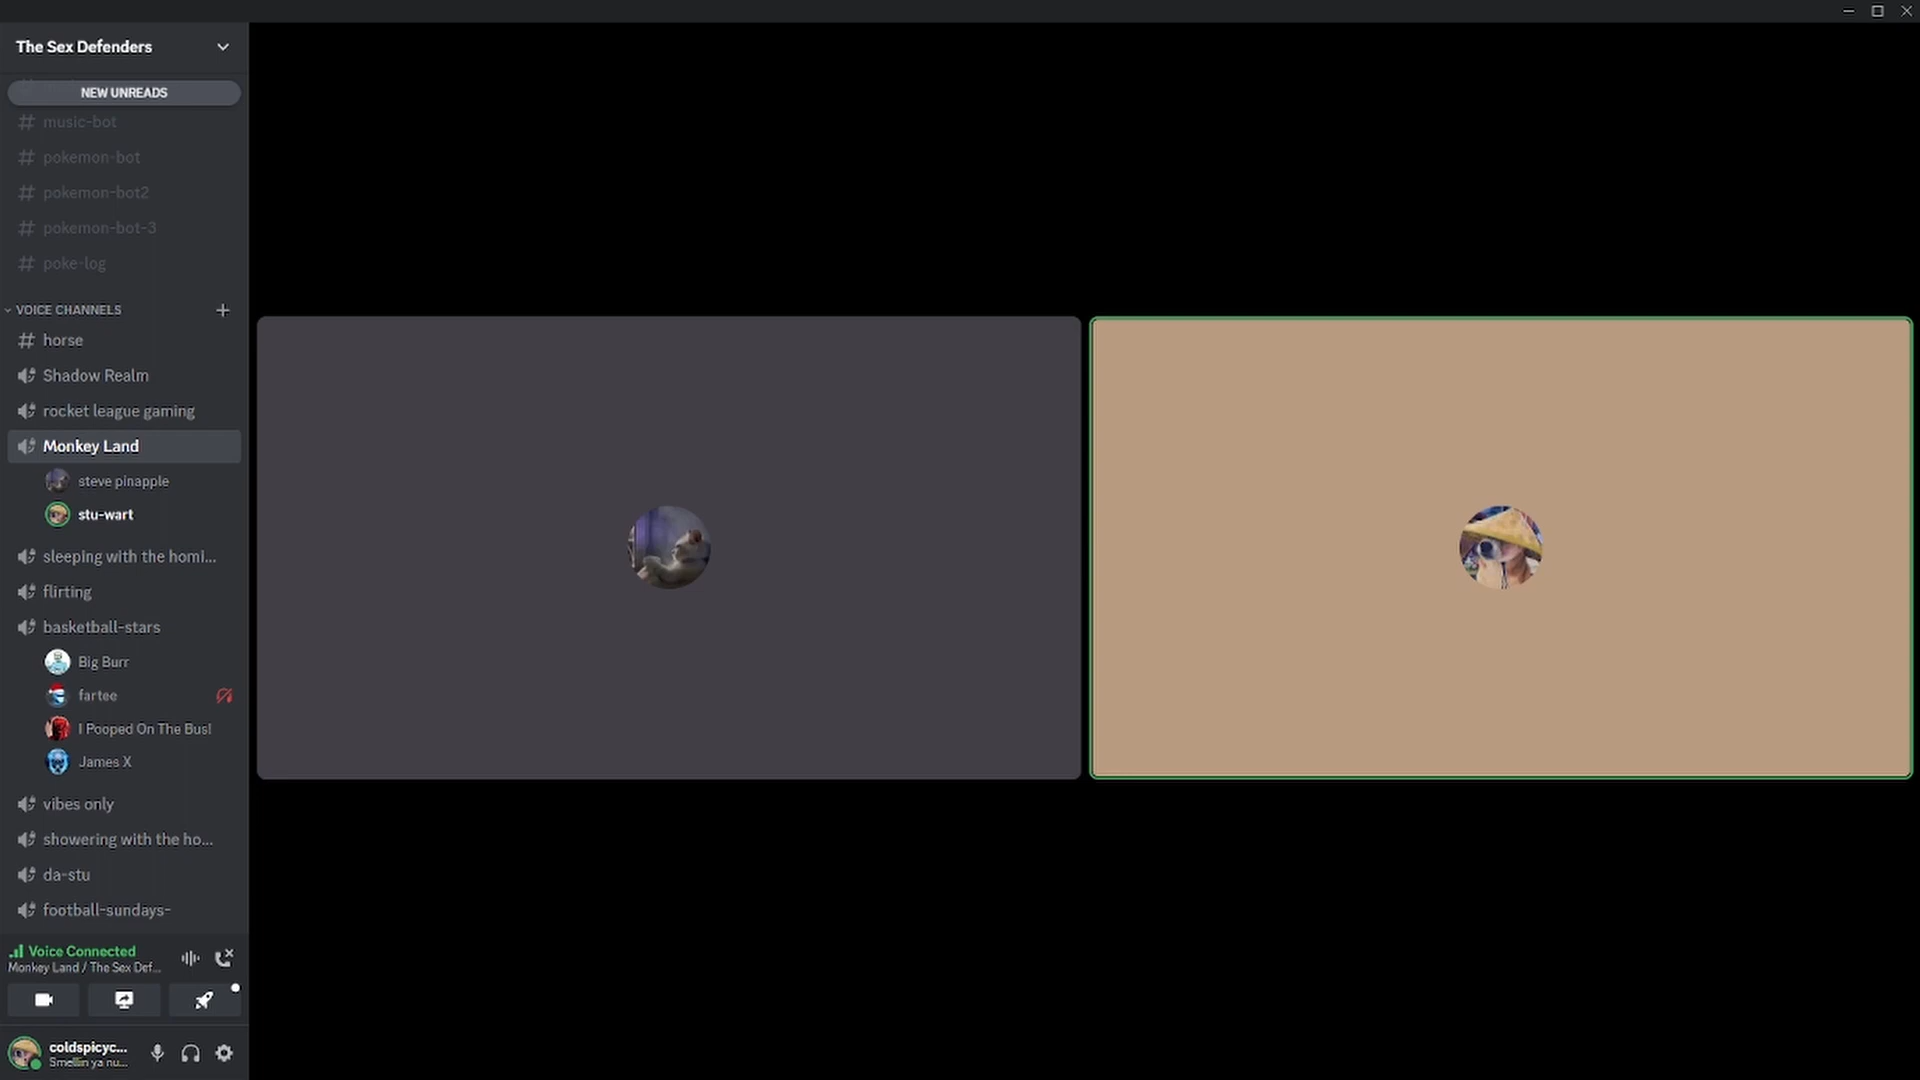 The Sex Defenders
NEW UNREADS
music-bot
pokemon-bot
pokemon-bot2
pokemon-bot-3
poke-log
VOICE CHANNELS
horse
Shadow Realm
rocket league gaming
Monkey Land
steve pinapple
stu-wart
sleeping with the homi...
flirting
basketball-stars
Big Burr
fartee
I Pooped On The Bus!
James X
vibes only
showering with the ho...
da-stu
football-sundays-
Voice Connected
Monkey Land / The Sex Def...
coldspicyc...
Smellin ya nu...